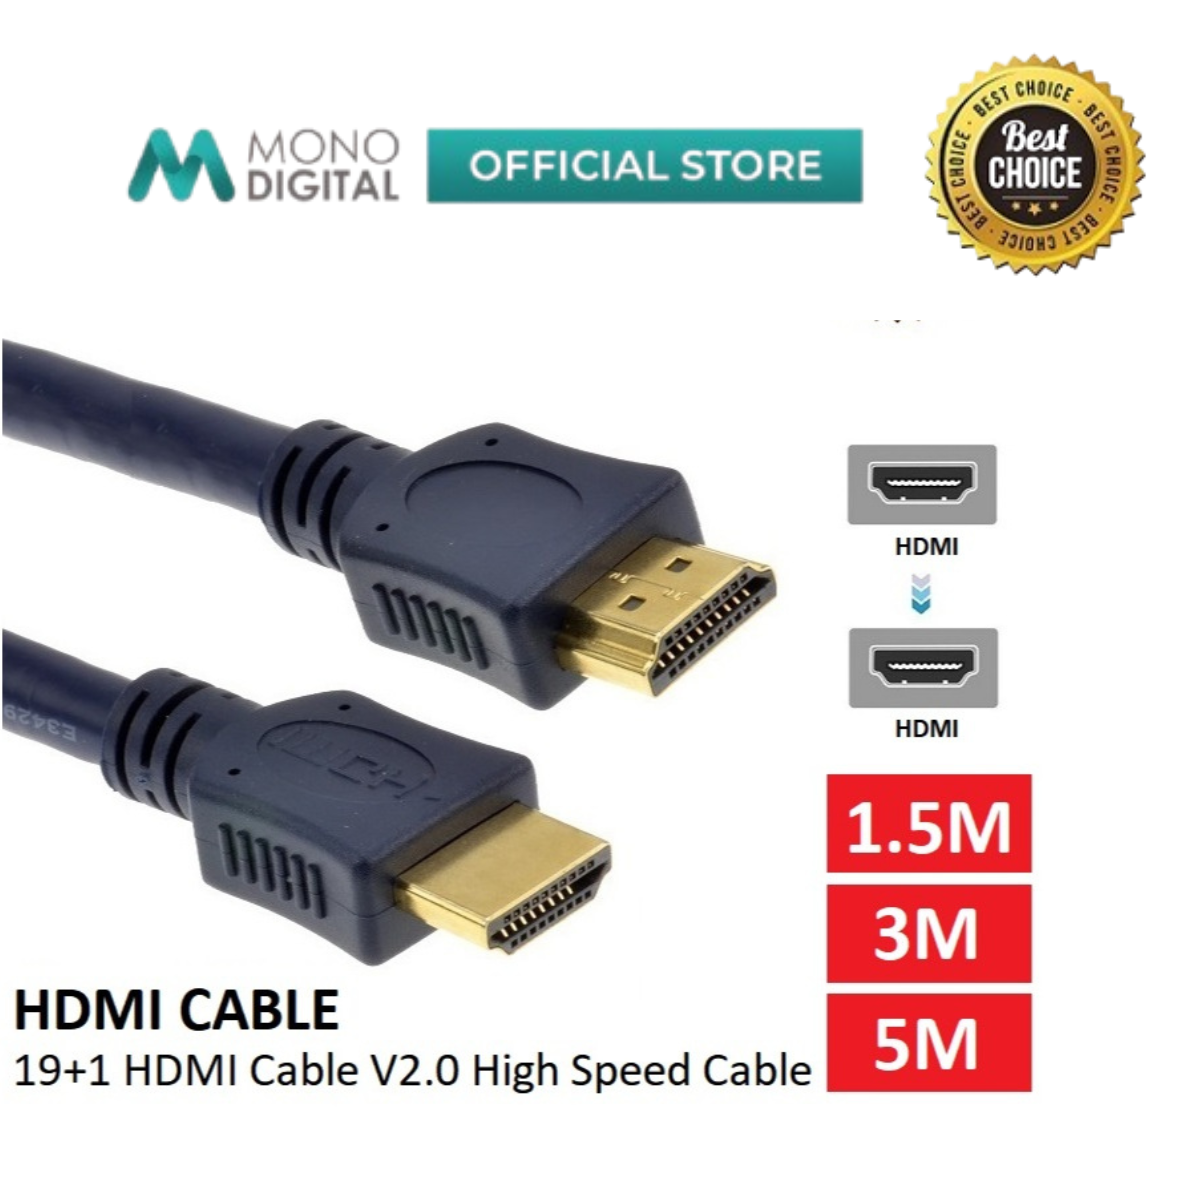 MONO
DIGITAL
OFFICIAL STORE
BEST CHOICE · BEST CHOICE · BEST CHOICE · BEST CHOICE ·
Best
CHOICE
HDMI
HDMI
E3429
1.5M
3M
5M
HDMI CABLE
19+1 HDMI Cable V2.0 High Speed Cable